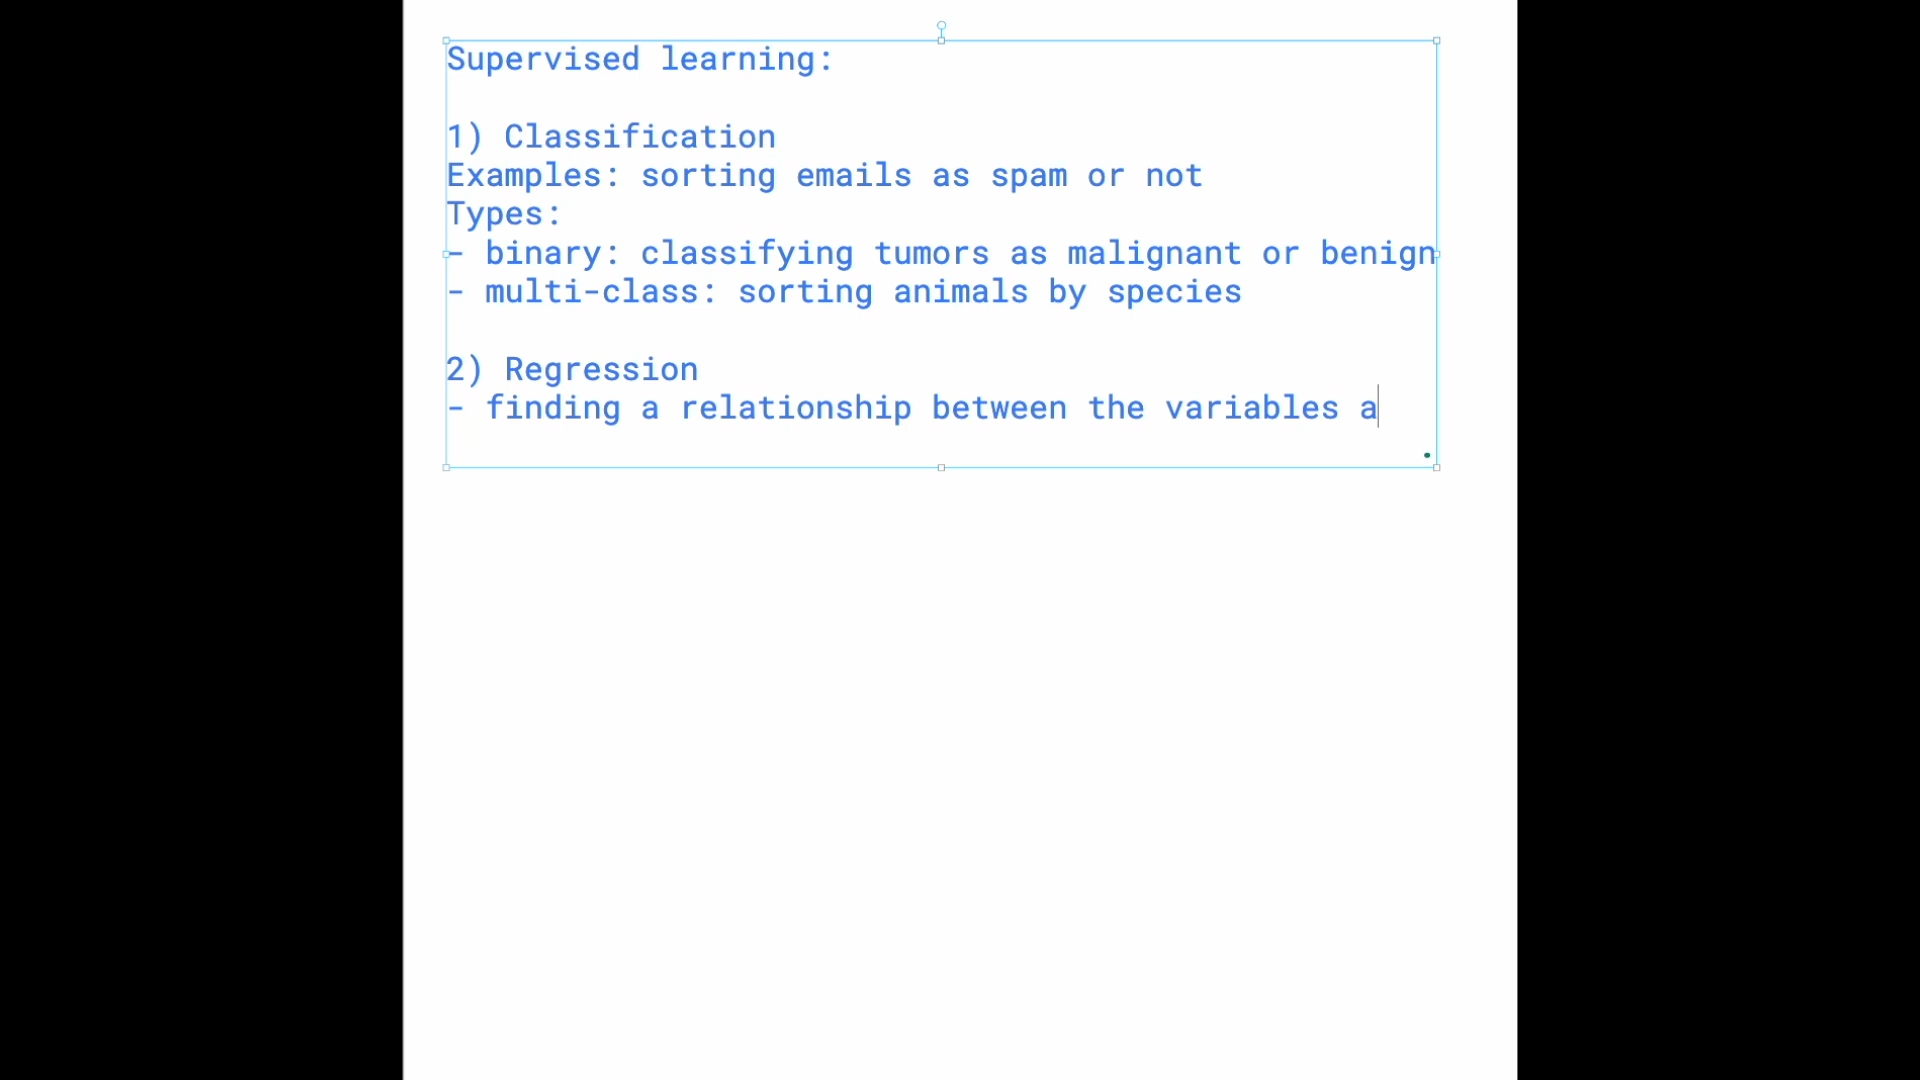 Supervised learning:
1) Classification
Examples: sorting emails as spam or not
Types:
- binary: classifying tumors as malignant or benign
- multi-class: sorting animals by species
2) Regression
- finding a relationship between the variables a